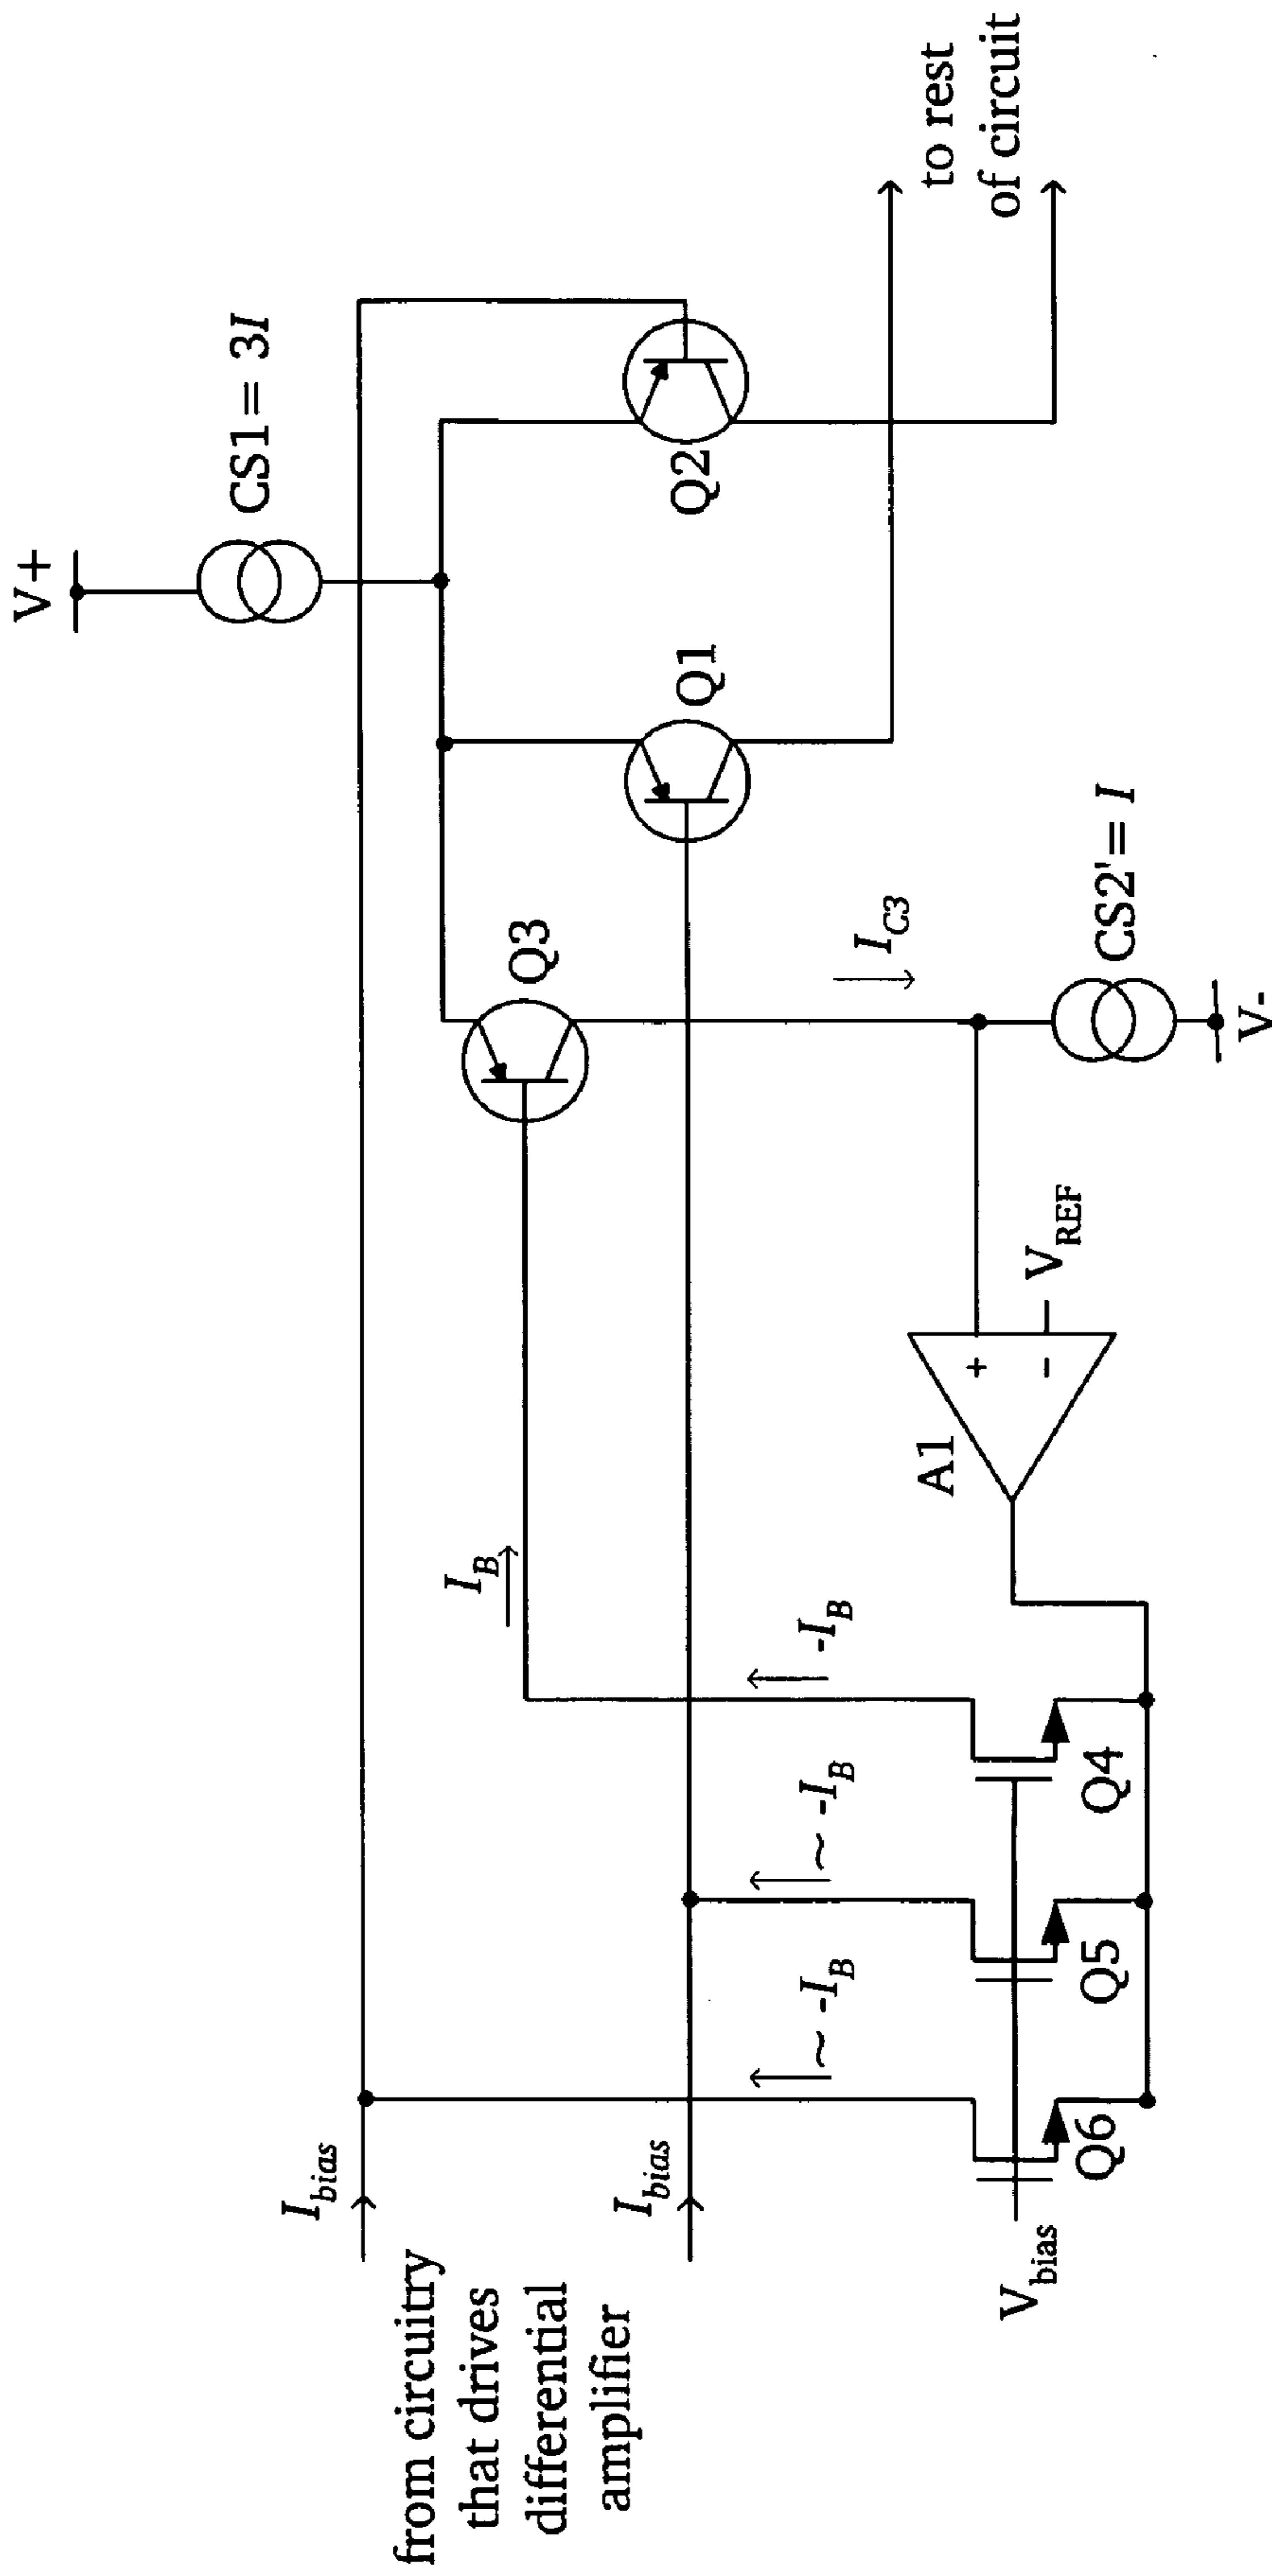 V+
CS1 = 3I
Q3
Q1
Q2
I_B
I_bias
from circuitry
that drives
differential
amplifier
I_bias
~ -I_B
~ -I_B
-I_B
I_C3
to rest
of circuit
A1
+
-
V_REF
V_bias
Q6
Q5
Q4
CS2'= I
V-